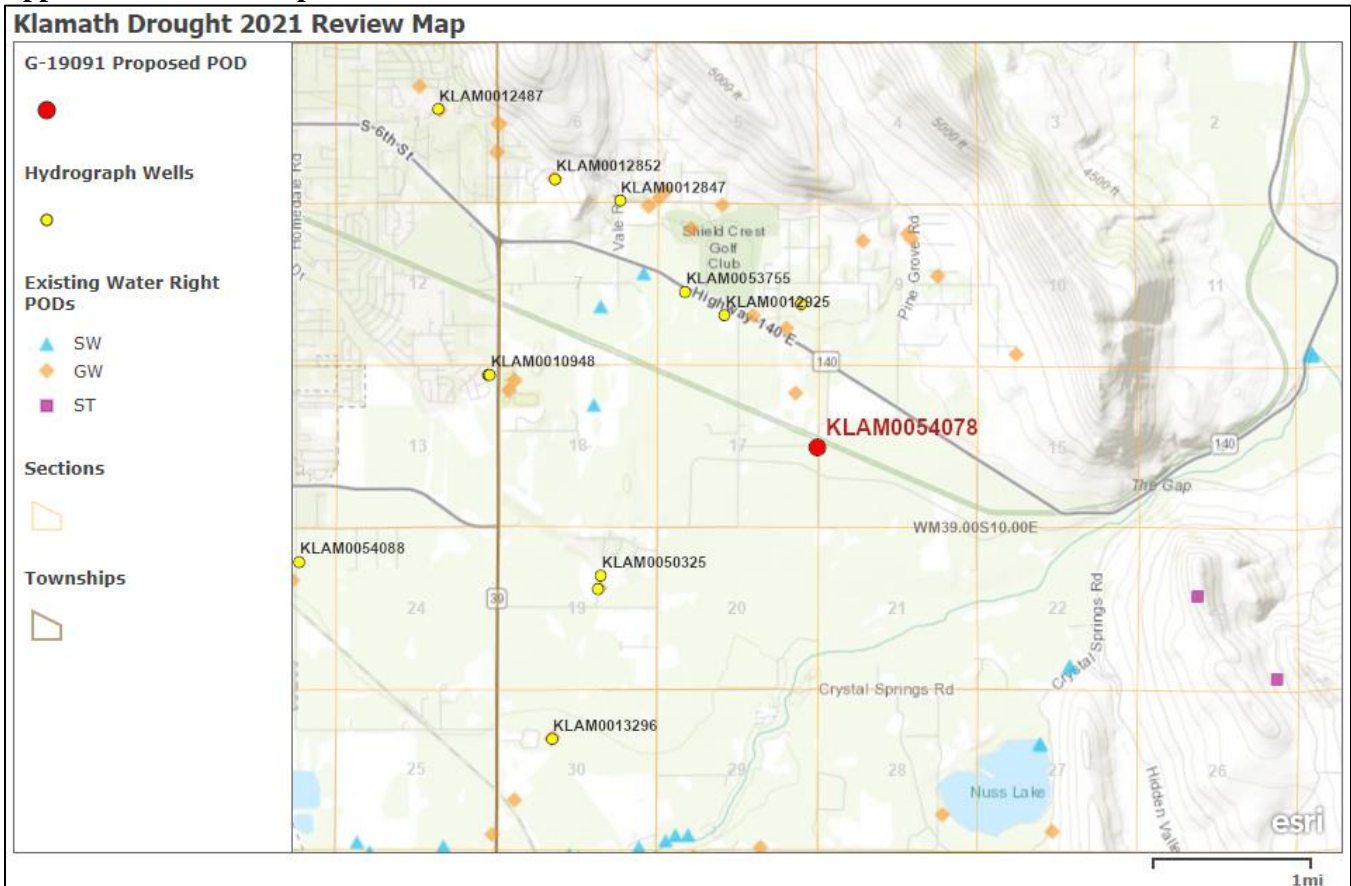 Klamath Drought 2021 Review Map
G-19091 Proposed POD
Hydrograph Wells
Existing Water Right
PODs
SW
GW
ST
Sections
Townships
KLAM0012487
5000 ft
1
6
5
4
5000 ft
3
2
S-6th-St
Homedale Rd
KLAM0012852
KLAM0012847
4500 ft
Vale R
Shield Crest
Golf
Club
Pine Grove Rd
12
7
KLAM0053755
9
10
11
Highway-140-E
KLAM0012925
KLAM0010948
140
13
18
17
KLAM0054078
15
140
The Gap
WM39.00S10.00E
KLAM0054088
KLAM0050325
39
24
19
20
21
22
Crystal Springs Rd
Crystal Springs Rd
KLAM0013296
25
30
29
28
27
26
Nuss Lake
Hidden Valle
esri
1mi